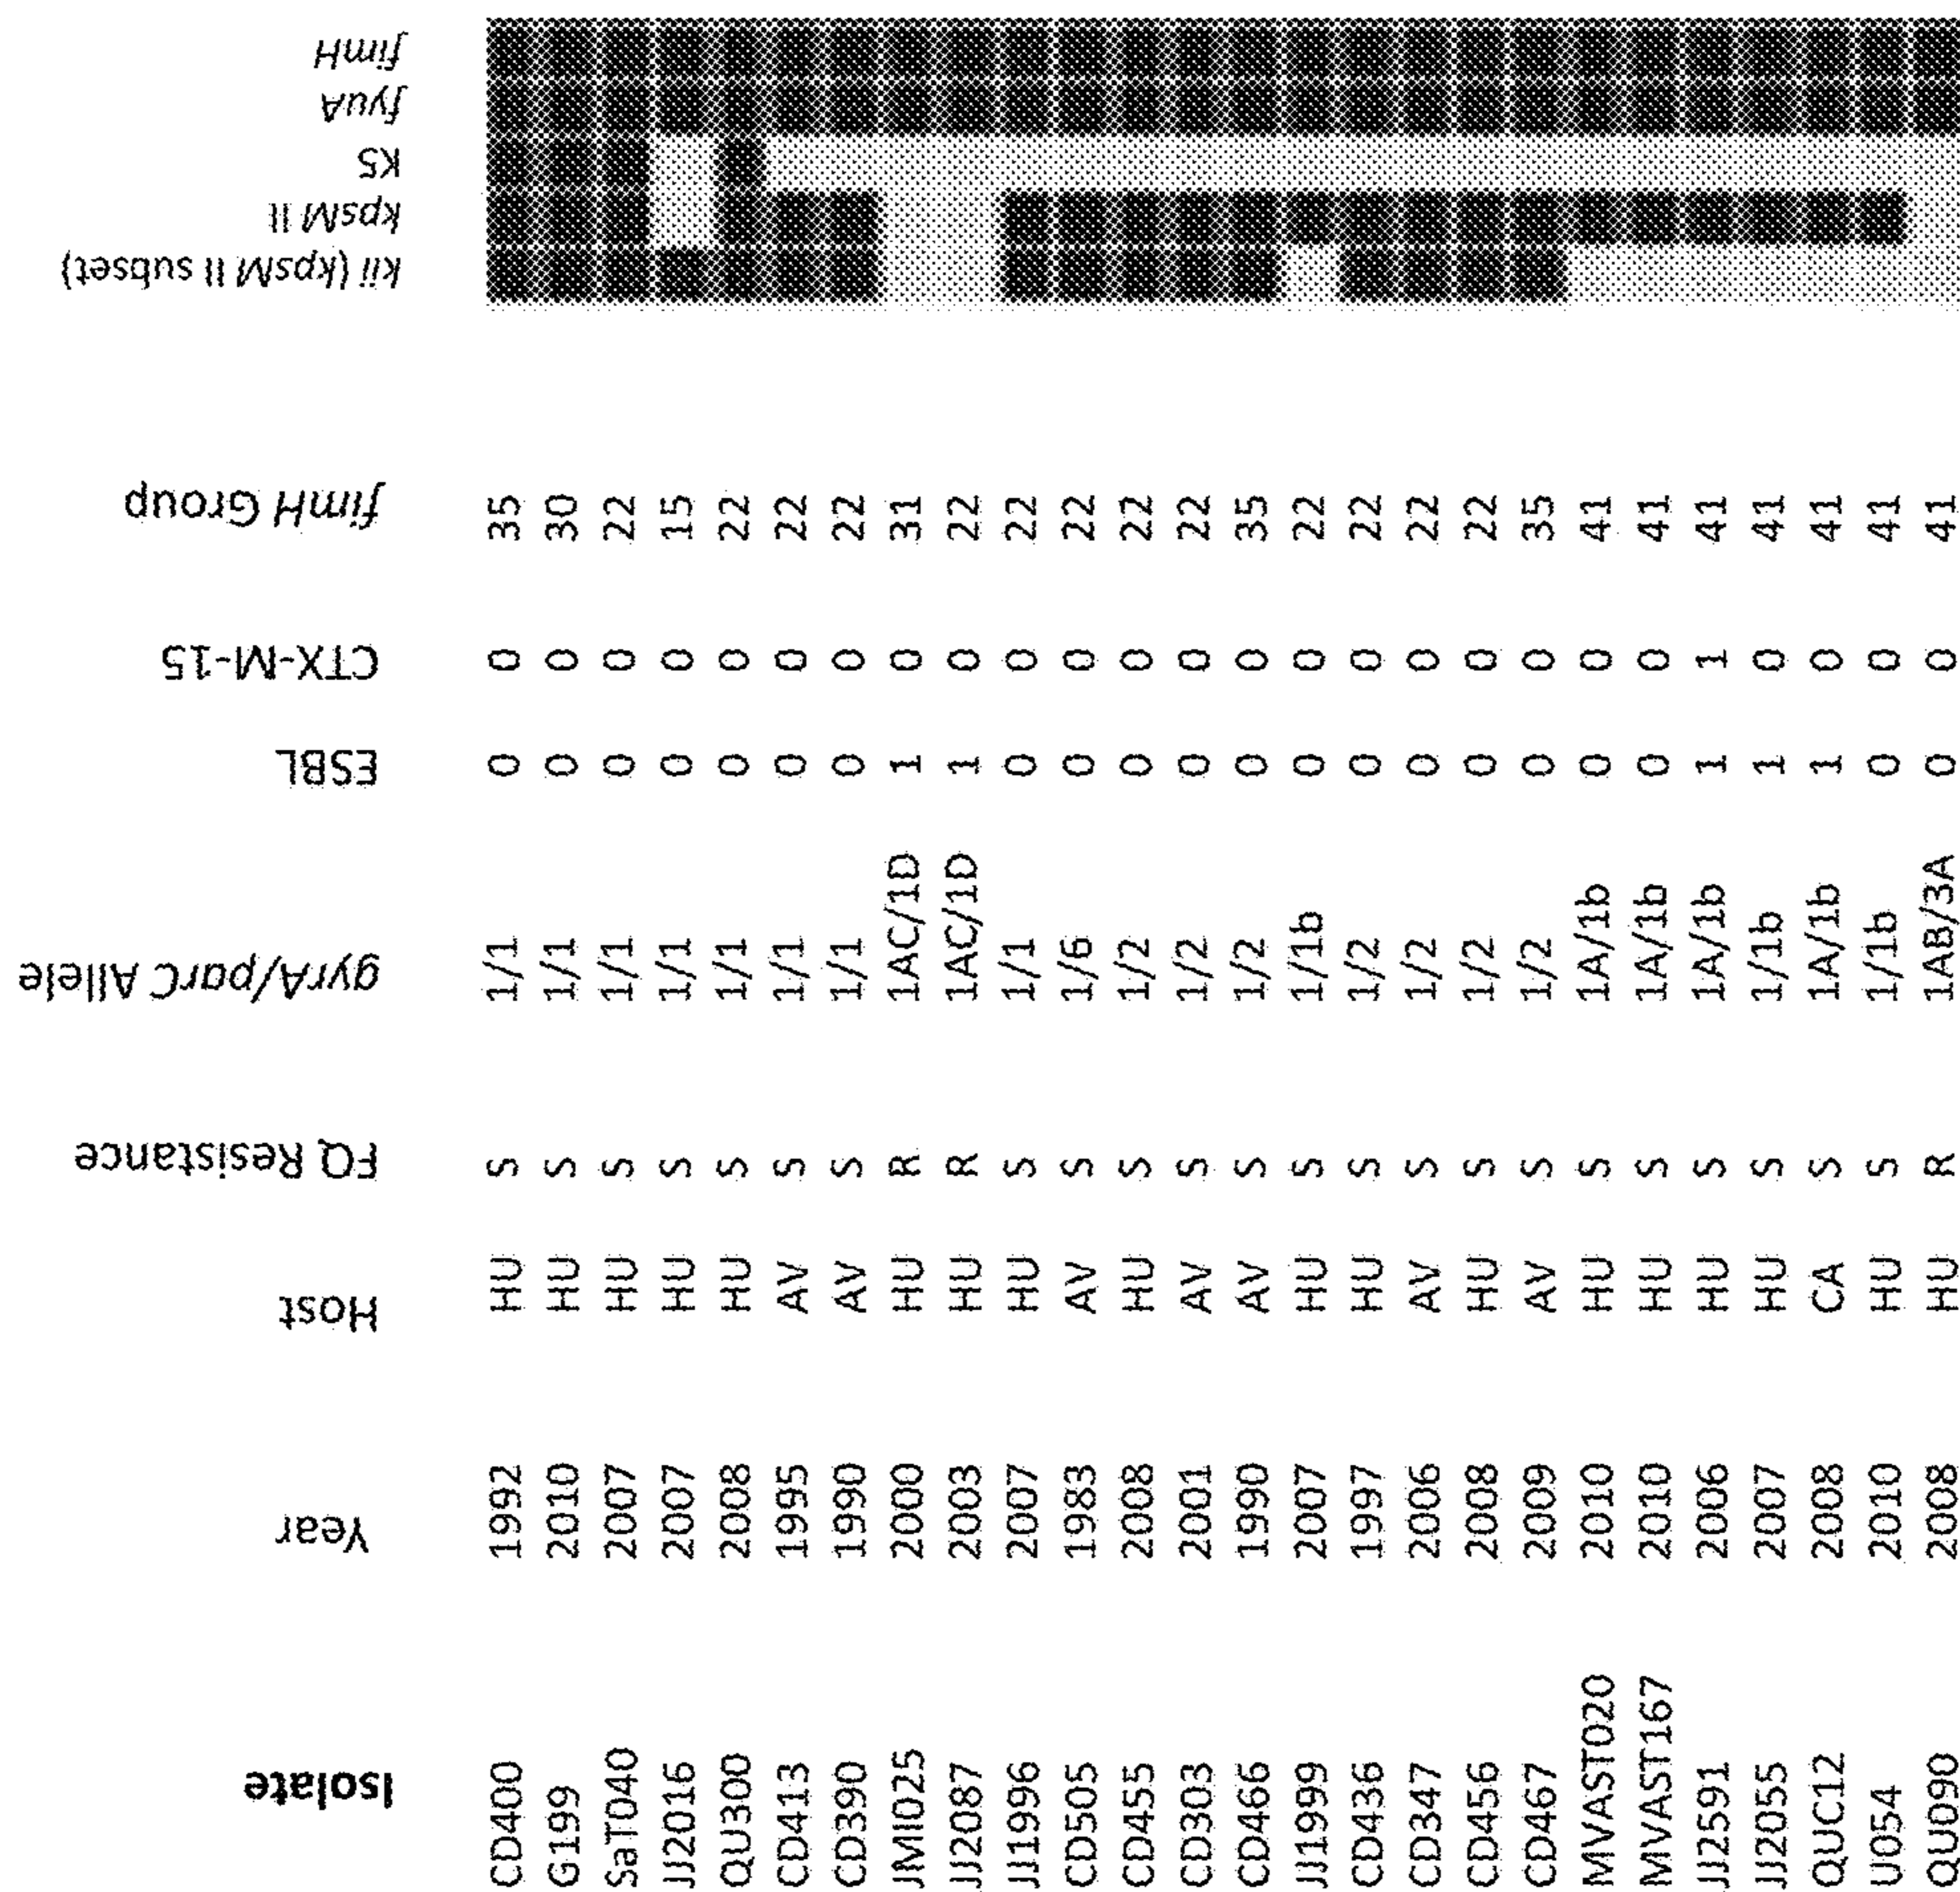 Isolate Year Host FQ Resistance gyrA/parC Allele ESBL CTX-M-15 fimH Group kii (kpsM II subset) kpsM II K5 fyuA fimH
CD400 1992 HU S 1/1 0 0 35
G199 2010 HU S 1/1 0 0 30
SaT040 2007 HU S 1/1 0 0 22
JJ2016 2007 HU S 1/1 0 0 15
QU300 2008 HU S 1/1 0 0 22
CD413 1995 AV S 1/1 0 0 22
CD390 1990 AV S 1/1 0 0 22
JMI025 2000 HU R 1AC/1D 1 0 31
JJ2087 2003 HU R 1AC/1D 1 0 22
JJ1996 2007 HU S 1/1 0 0 22
CD505 1983 AV S 1/6 0 0 22
CD455 2008 HU S 1/2 0 0 22
CD303 2001 AV S 1/2 0 0 22
CD466 1990 AV S 1/2 0 0 35
JJ1999 2007 HU S 1/1b 0 0 22
CD436 1997 HU S 1/2 0 0 22
CD347 2006 AV S 1/2 0 0 22
CD456 2008 HU S 1/2 0 0 22
CD467 2009 AV S 1/2 0 0 35
MVAST020 2010 HU S 1A/1b 0 0 41
MVAST167 2010 HU S 1A/1b 0 0 41
JJ2591 2006 HU S 1A/1b 1 1 41
JJ2055 2007 HU S 1/1b 1 0 41
QUC12 2008 CA S 1A/1b 1 0 41
U054 2010 HU S 1/1b 0 0 41
QU090 2008 HU R 1AB/3A 0 0 41